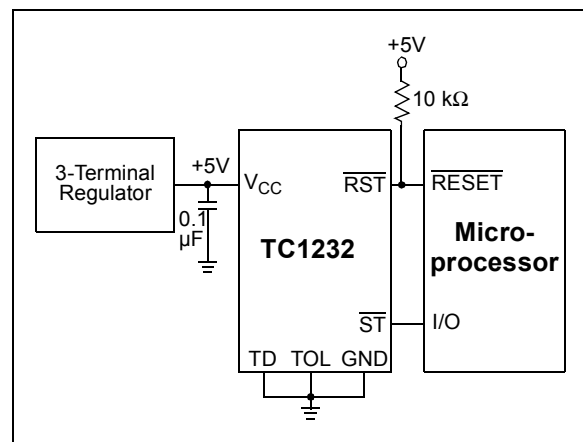 +5V
10 kΩ
3-Terminal
Regulator
+5V
0.1
µF
VCC
RST
TC1232
ST
TD TOL GND
RESET
Micro-
processor
I/O